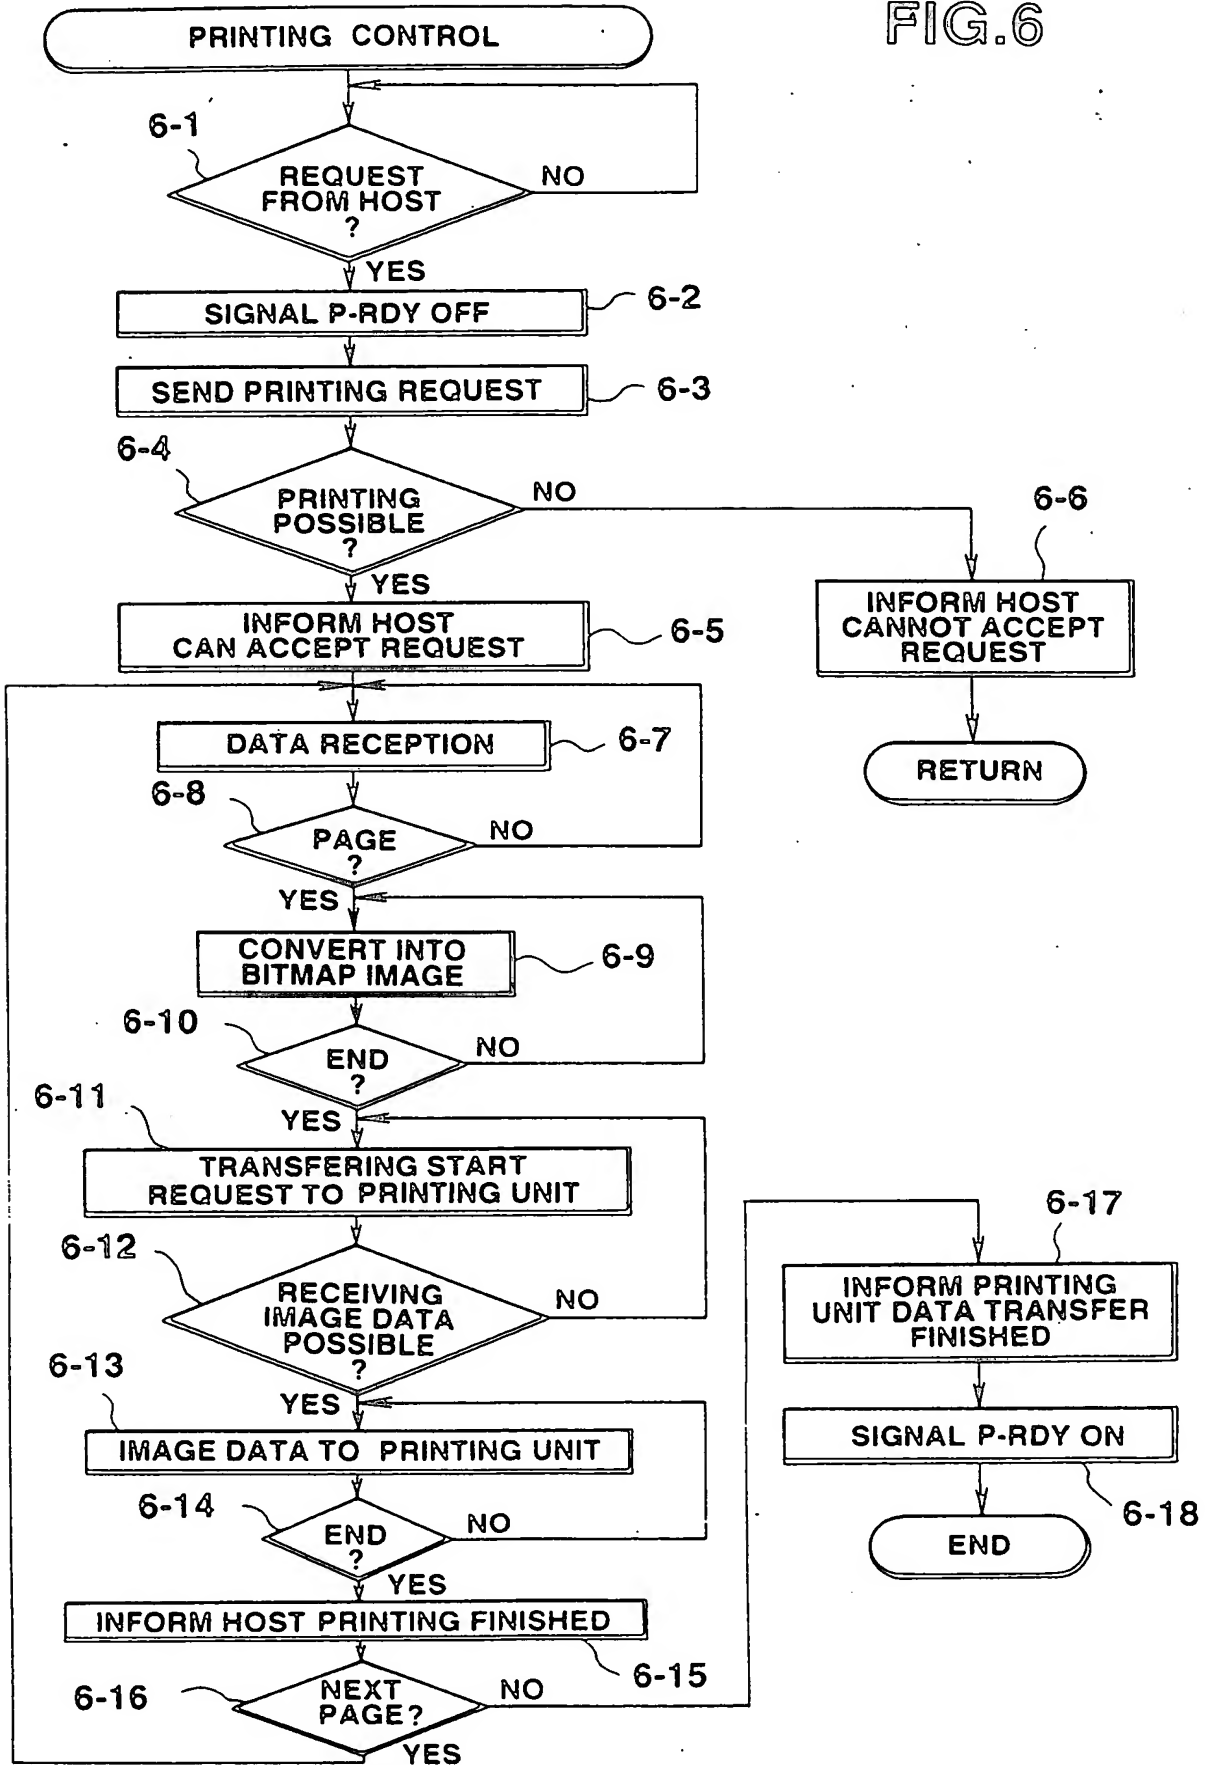 FIG.6
PRINTING CONTROL
6-1
REQUEST
FROM HOST
?
NO
YES
SIGNAL P-RDY OFF
6-2
SEND PRINTING REQUEST
6-3
6-4
PRINTING
POSSIBLE
?
NO
YES
6-6
INFORM HOST
CANNOT ACCEPT
REQUEST
INFORM HOST
CAN ACCEPT REQUEST
6-5
RETURN
DATA RECEPTION
6-7
6-8
PAGE
?
NO
YES
CONVERT INTO
BITMAP IMAGE
6-9
6-10
END
?
NO
YES
6-11
TRANSFERING START
REQUEST TO PRINTING UNIT
6-12
RECEIVING
IMAGE DATA
POSSIBLE
?
NO
YES
6-13
IMAGE DATA TO PRINTING UNIT
6-14
END
?
NO
YES
INFORM HOST PRINTING FINISHED
6-15
6-16
NEXT
PAGE?
NO
YES
6-17
INFORM PRINTING
UNIT DATA TRANSFER
FINISHED
SIGNAL P-RDY ON
6-18
END